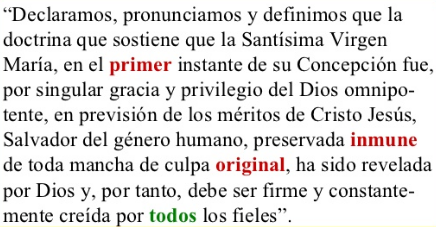 “Declaramos, pronunciamos y definimos que la
doctrina que sostiene que la Santísima Virgen
María, en el primer instante de su Concepción fue,
por singular gracia y privilegio del Dios omnipo-
tente, en previsión de los méritos de Cristo Jesús,
Salvador del género humano, preservada inmune
de toda mancha de culpa original, ha sido revelada
por Dios y, por tanto, debe ser firme y constante-
mente creída por todos los fieles”.